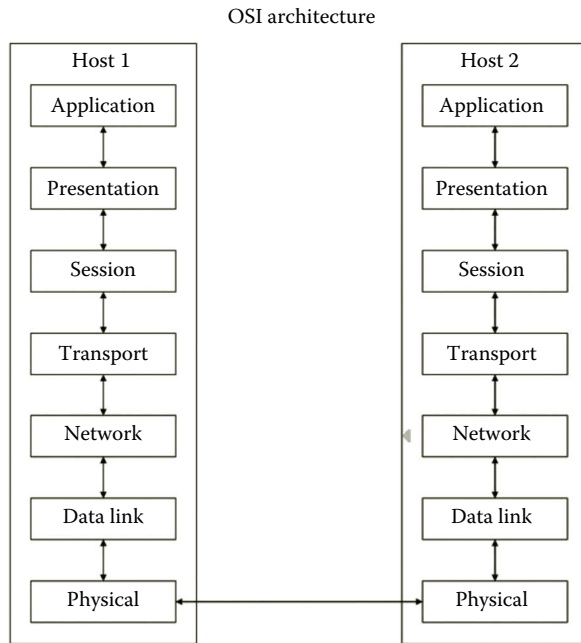 OSI architecture
Host 1
Application
Presentation
Session
Transport
Network
Data link
Physical
Host 2
Application
Presentation
Session
Transport
Network
Data link
Physical